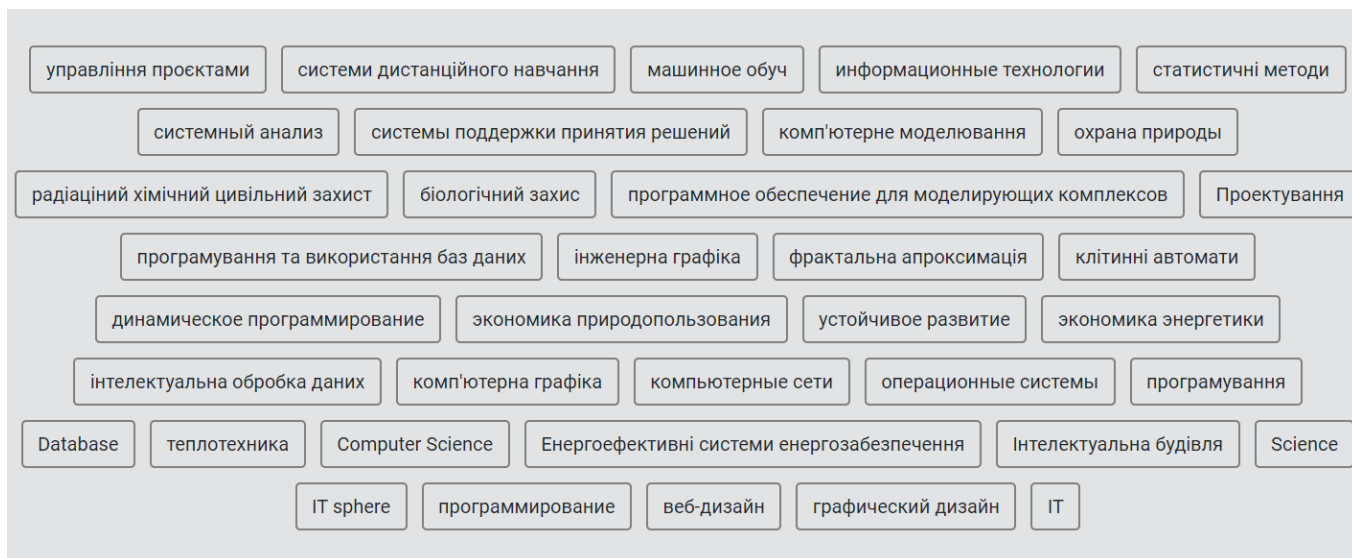 управління проєктами системи дистанційного навчання машинное обуч информационные технологии статистичні методи
системный анализ системы поддержки принятия решений комп'ютерне моделювання охрана природы
радіаціний хімічний цивільний захист біологічний захис программное обеспечение для моделирующих комплексов Проектування
програмування та використання баз даних інженерна графіка фрактальна апроксимація клітинні автомати
динамическое программирование экономика природопользования устойчивое развитие экономика энергетики
інтелектуальна обробка даних комп'ютерна графіка компьютерные сети операционные системы програмування
Database теплотехника Computer Science Енергоефективні системи енергозабезпечення Інтелектуальна будівля Science
IT sphere программирование веб-дизайн графический дизайн IT